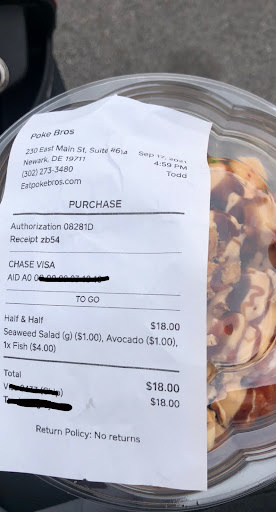 Poke Bros
230 East Main St, Suite #614
Sep 17, 2021
Newark, DE 19711
4:59 PM
(302) 273-3480
Todd
Eatpokebros.com
PURCHASE
Authorization 08281D
Receipt zb54
CHASE VISA
AID A0
TO GO
Half & Half $18.00
Seaweed Salad (g) ($1.00), Avocado ($1.00),
1x Fish ($4.00)
Total $18.00
$18.00
Return Policy: No returns